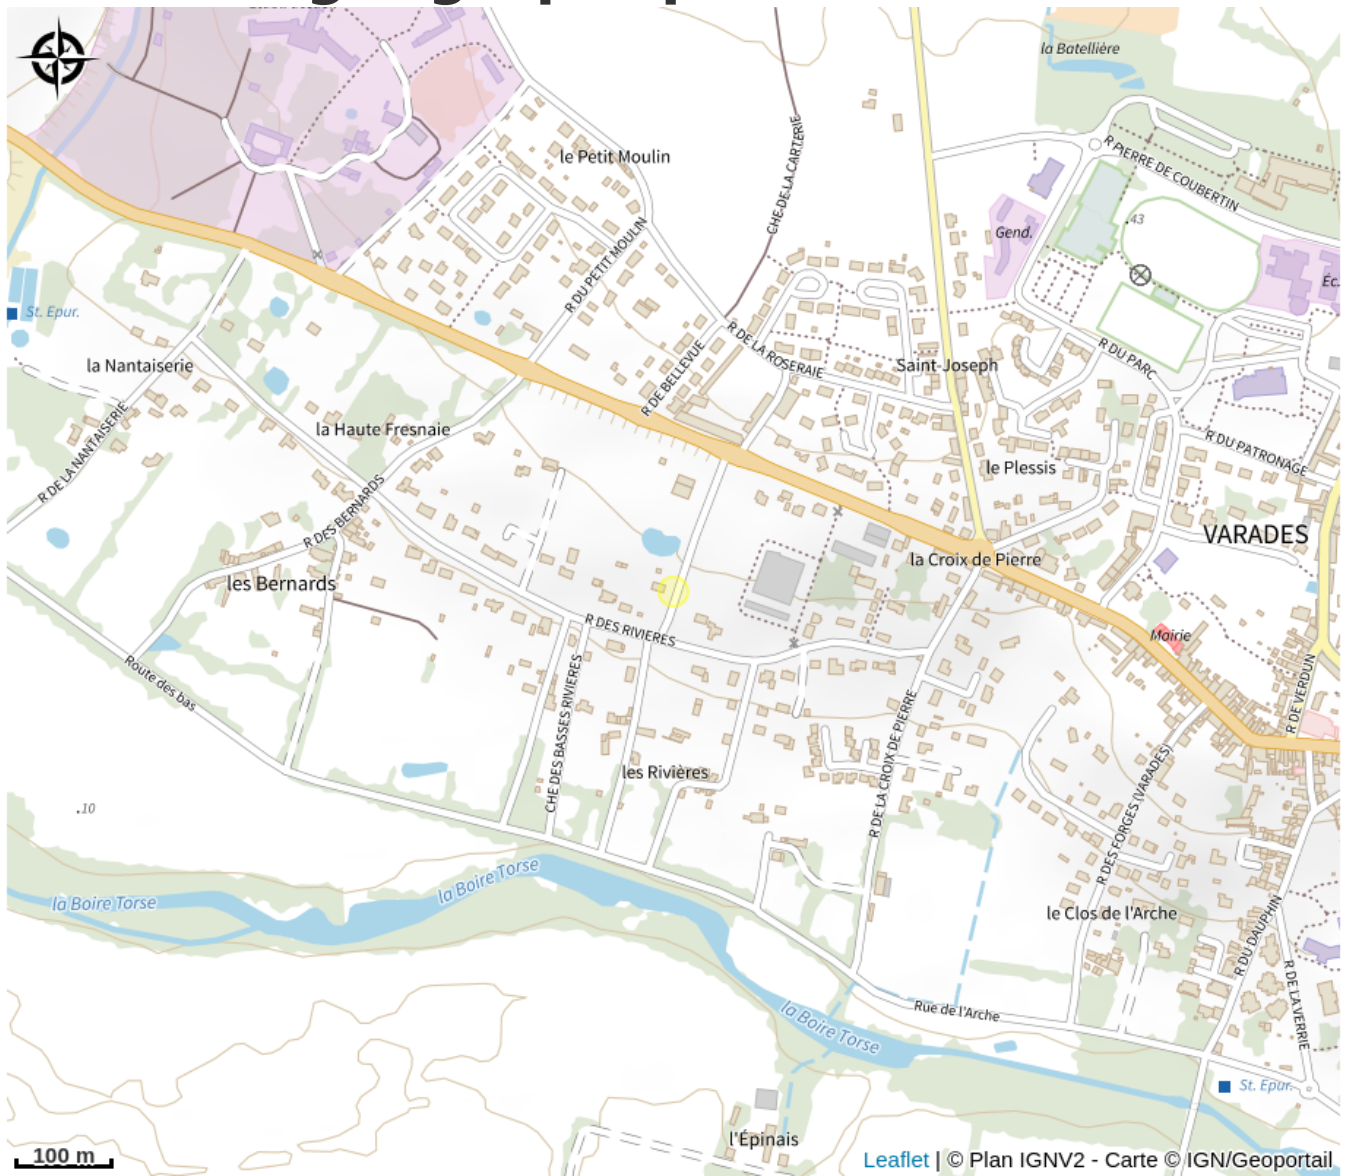 la Batellière
le Petit Moulin
CHE DE LA CARTERIE
R PIERRE DE COUBERTIN
.43
Gend.
Éc.
R DU PETIT MOULIN
St. Epur.
R DE LA ROSERAIE
R DE BELLEVUE
la Nantaiserie
Saint-Joseph
R DU PARC
R DE LA NANTAISERIE
la Haute Fresnaie
R DU PATRONAGE
le Plessis
R DES BERNARDS
VARADES
la Croix de Pierre
les Bernards
R DES RIVIERES
Mairie
Route des bas
CHE DES BASSES RIVIERES
R DE VERDUN
R DE LA CROIX DE PIERRE
les Rivières
R DES FORGES (VARADES)
.10
la Boire Torse
la Boire Torse
le Clos de l'Arche
R DU DAUPHIN
R DE LA VERRIE
Rue de l'Arche
la Boire Torse
St. Epur.
l'Épinais
100 m
Leaflet | © Plan IGNV2 - Carte © IGN/Geoportail